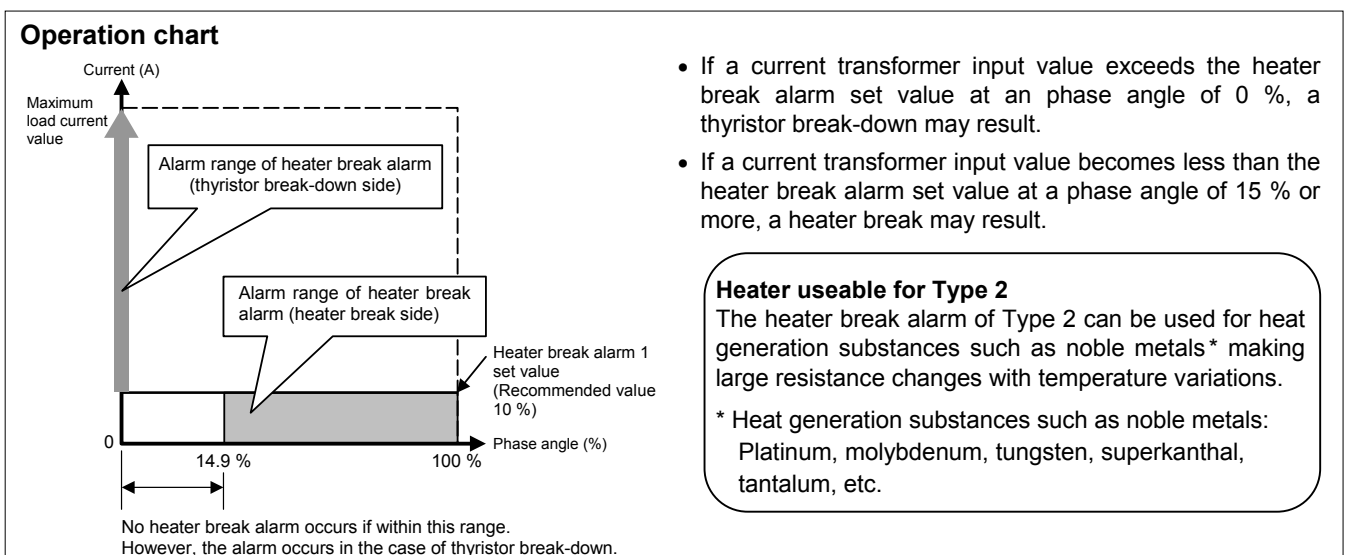 Operation chart
Current (A)
Maximum
load current
value
Alarm range of heater break alarm
(thyristor break-down side)
Alarm range of heater break
alarm (heater break side)
Heater break alarm 1
set value
(Recommended value
10 %)
0
Phase angle (%)
14.9 %
100 %
No heater break alarm occurs if within this range.
However, the alarm occurs in the case of thyristor break-down.
• If a current transformer input value exceeds the heater
break alarm set value at an phase angle of 0 %, a
thyristor break-down may result.
• If a current transformer input value becomes less than the
heater break alarm set value at a phase angle of 15 % or
more, a heater break may result.
Heater useable for Type 2
The heater break alarm of Type 2 can be used for heat
generation substances such as noble metals* making
large resistance changes with temperature variations.
* Heat generation substances such as noble metals:
Platinum, molybdenum, tungsten, superkanthal,
tantalum, etc.